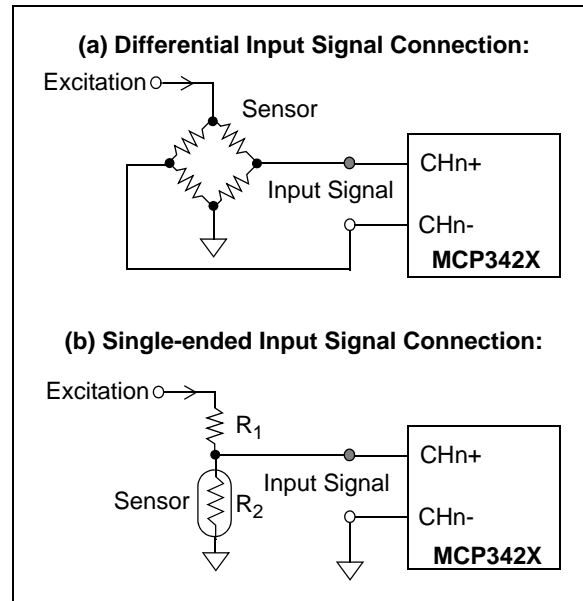 (a) Differential Input Signal Connection:
Excitation
Sensor
CHn+
Input Signal
CHn-
MCP342X
(b) Single-ended Input Signal Connection:
Excitation
R1
CHn+
Input Signal
Sensor
R2
CHn-
MCP342X